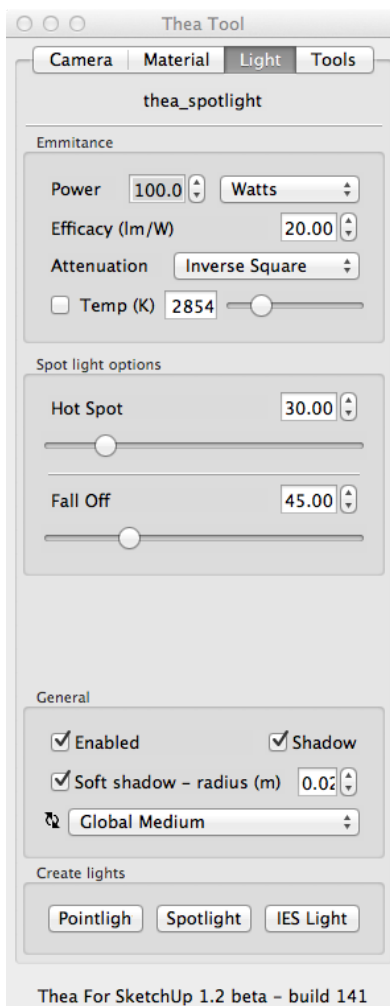 Thea Tool
Camera Material Light Tools
thea_spotlight
Emmitance
Power 100.0 Watts
Efficacy (lm/W) 20.00
Attenuation Inverse Square
Temp (K) 2854
Spot light options
Hot Spot 30.00
Fall Off 45.00
General
Enabled Shadow
Soft shadow – radius (m) 0.02
Global Medium
Create lights
Pointligh Spotlight IES Light
Thea For SketchUp 1.2 beta – build 141